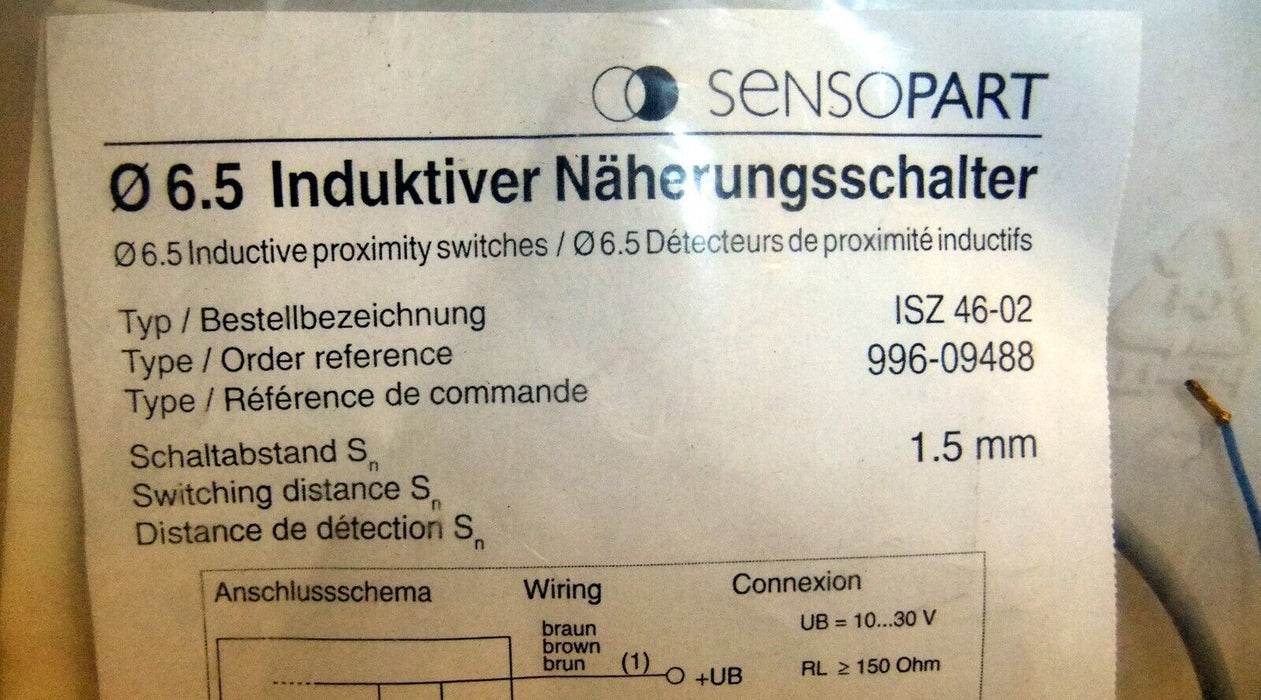 SENSOPART
Ø 6.5 Induktiver Näherungsschalter
Ø 6.5 Inductive proximity switches / Ø 6.5 Détecteurs de proximité inductifs
Typ / Bestellbezeichnung ISZ 46-02
Type / Order reference 996-09488
Type / Référence de commande
Schaltabstand Sn 1.5 mm
Switching distance Sn
Distance de détection Sn
Anschlussschema Wiring Connexion
braun UB = 10...30 V
brown
brun (1) +UB RL ≥ 150 Ohm